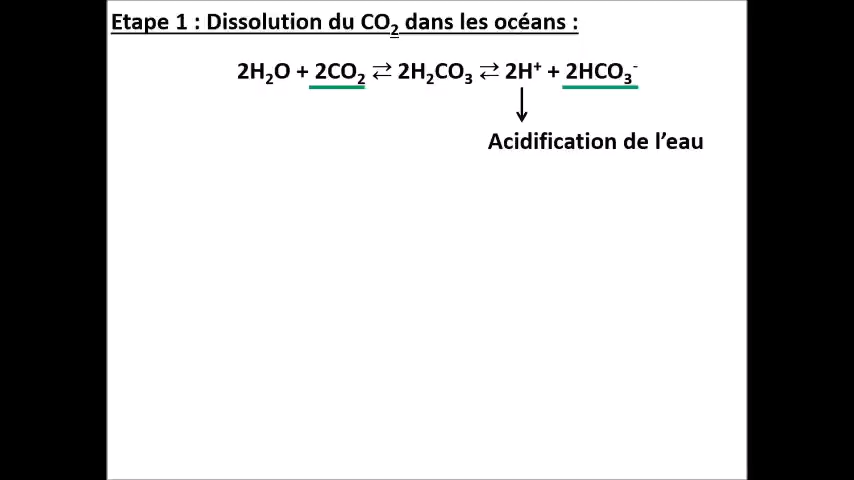 Etape 1 : Dissolution du CO₂ dans les océans :
2H₂O + 2CO₂ ⇄ 2H₂CO₃ ⇄ 2H⁺ + 2HCO₃⁻
Acidification de l’eau